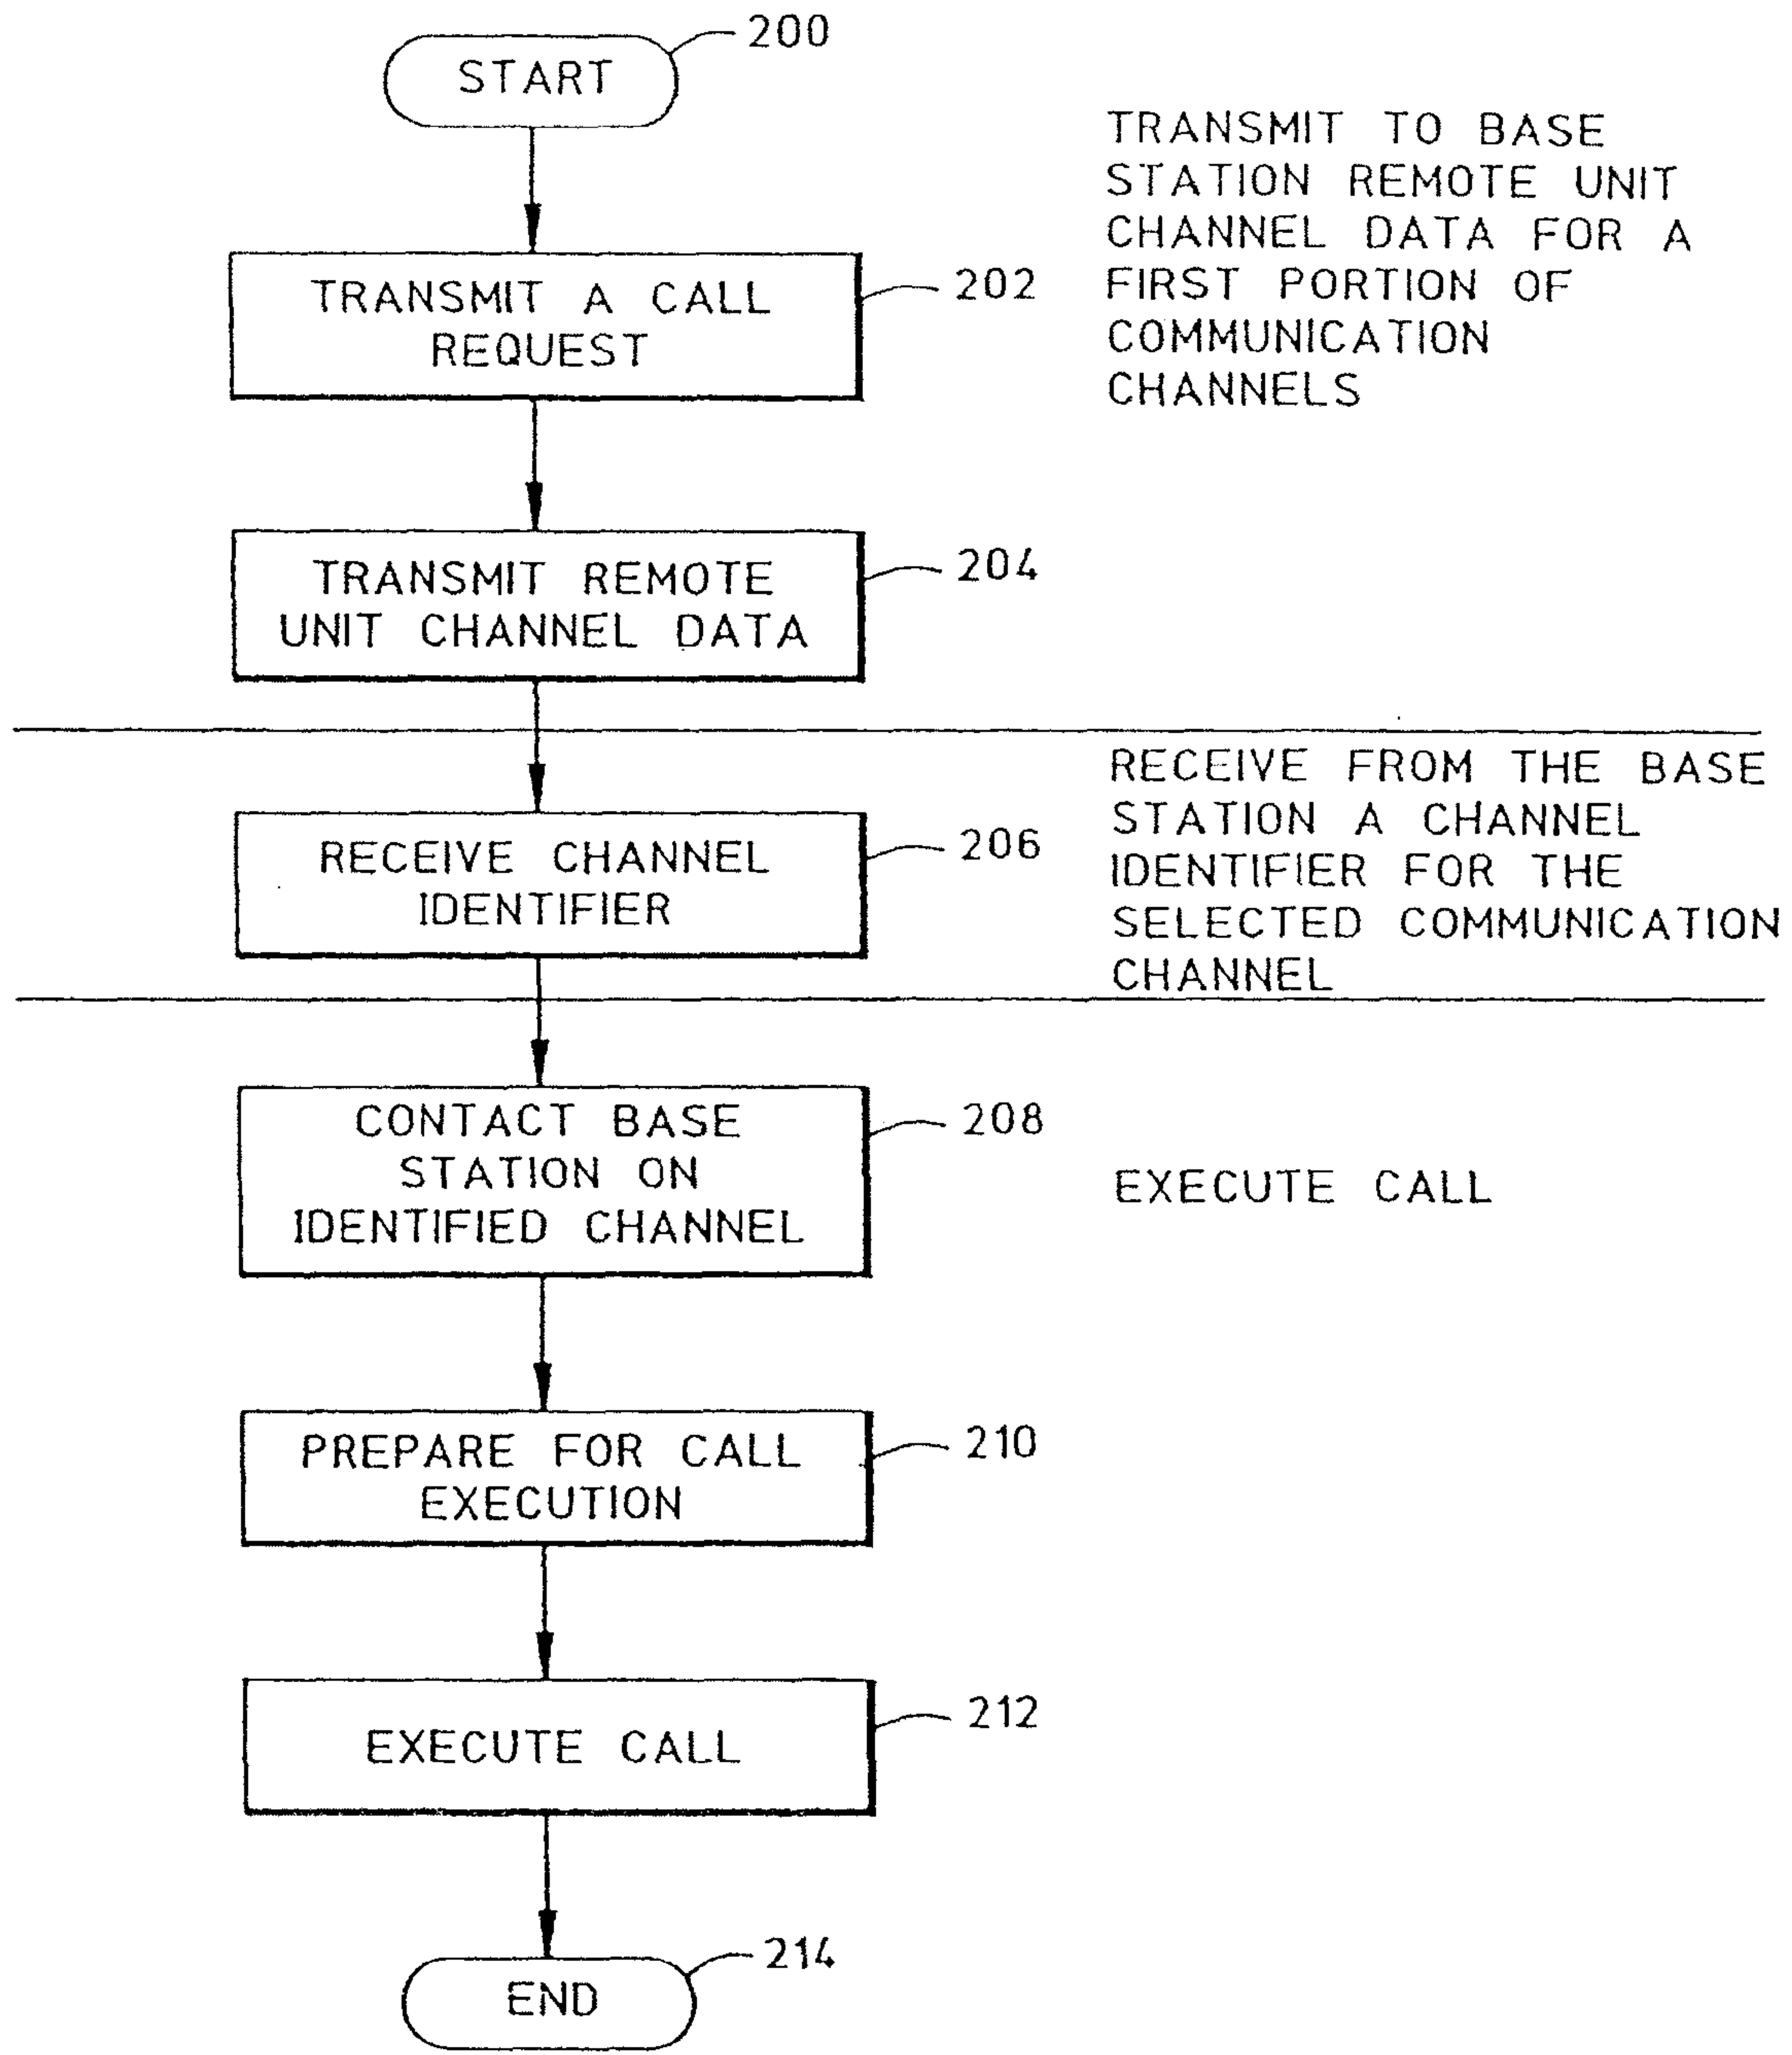 200
START
TRANSMIT TO BASE
STATION REMOTE UNIT
CHANNEL DATA FOR A
FIRST PORTION OF
COMMUNICATION
CHANNELS
TRANSMIT A CALL
REQUEST
202
TRANSMIT REMOTE
UNIT CHANNEL DATA
204
RECEIVE FROM THE BASE
STATION A CHANNEL
IDENTIFIER FOR THE
SELECTED COMMUNICATION
CHANNEL
RECEIVE CHANNEL
IDENTIFIER
206
CONTACT BASE
STATION ON
IDENTIFIED CHANNEL
208
EXECUTE CALL
PREPARE FOR CALL
EXECUTION
210
EXECUTE CALL
212
END
214